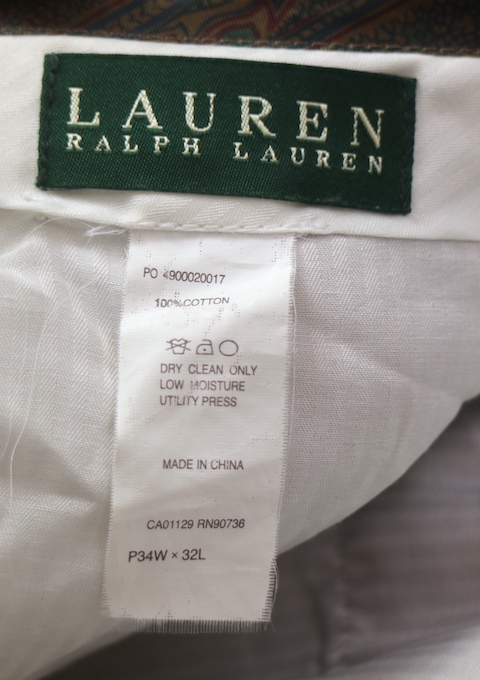 LAUREN
RALPH LAUREN
PO 4900020017
100% COTTON
DRY CLEAN ONLY
LOW MOISTURE
UTILITY PRESS
MADE IN CHINA
CA01129 RN90736
P34W × 32L